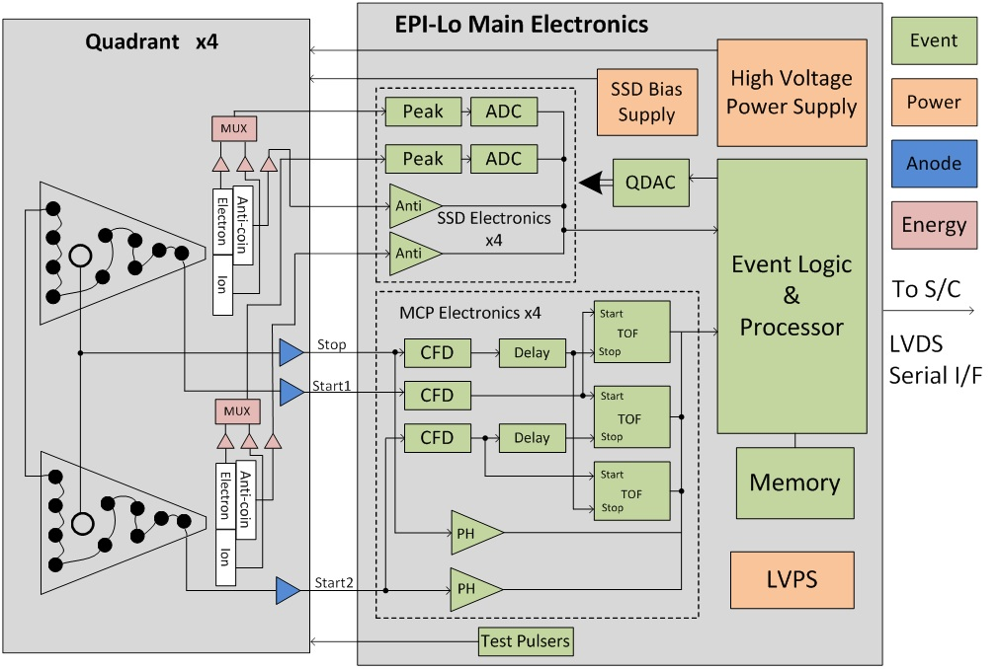 Quadrant x4
EPI-Lo Main Electronics
High Voltage
Power Supply
SSD Bias
Supply
Event
Power
Anode
Energy
To S/C
LVDS
Serial I/F
MUX
Electron
Anti-coin
Ion
Peak
ADC
Peak
ADC
Anti
SSD Electronics
x4
Anti
QDAC
Event Logic
&
Processor
MCP Electronics x4
Stop
CFD
Delay
Start
TOF
Stop
Start1
CFD
Start
TOF
Stop
CFD
Delay
Start
TOF
Stop
MUX
Electron
Anti-coin
Ion
PH
Start2
PH
Memory
LVPS
Test Pulsers